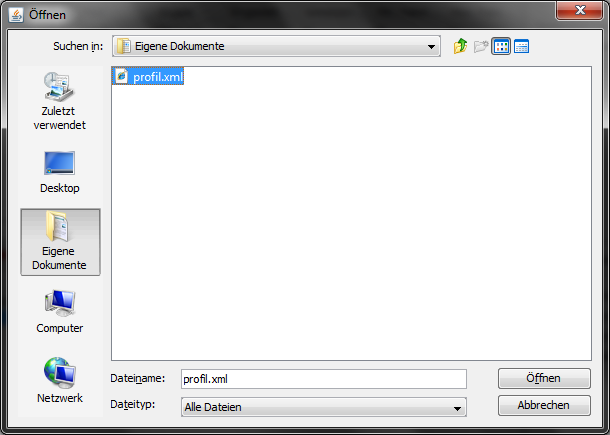 Öffnen
Suchen in:
Eigene Dokumente
profil.xml
Zuletzt
verwendet
Desktop
Eigene
Dokumente
Computer
Netzwerk
Dateiname:
profil.xml
Öffnen
Dateityp:
Alle Dateien
Abbrechen